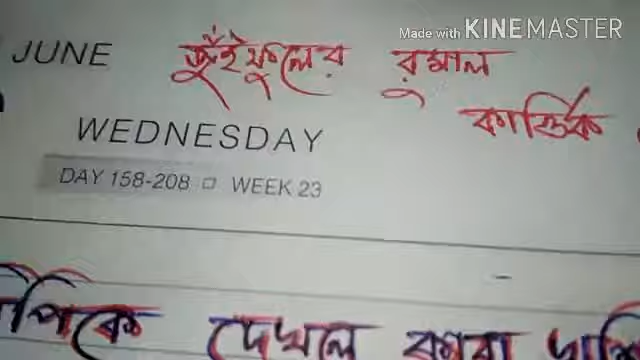 Made with KINEMASTER
JUNE জুঁইফুলের রুমাল
কার্ত্তিক
WEDNESDAY
DAY 158-208 WEEK 23
দেখলে কারা